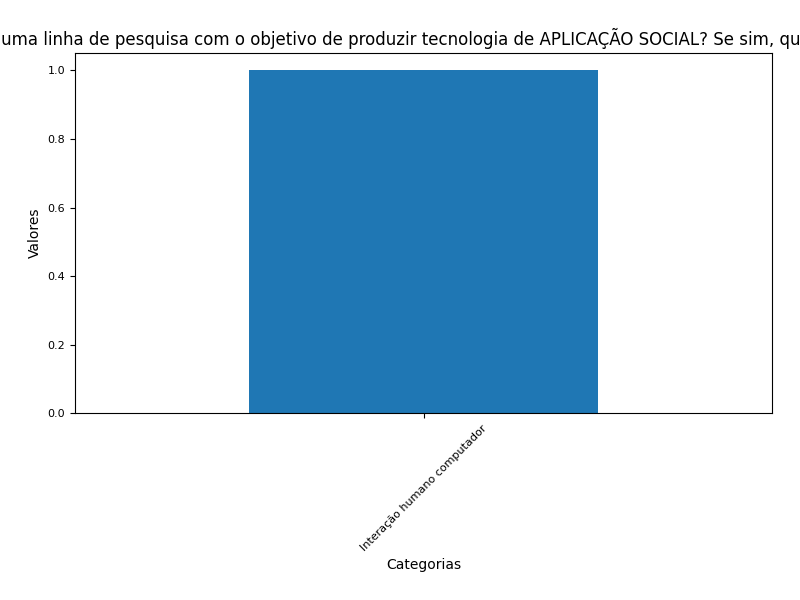 uma linha de pesquisa com o objetivo de produzir tecnologia de APLICAÇÃO SOCIAL? Se sim, qu
1.0
0.8
0.6
0.4
0.2
0.0
Valores
Interação humano computador
Categorias